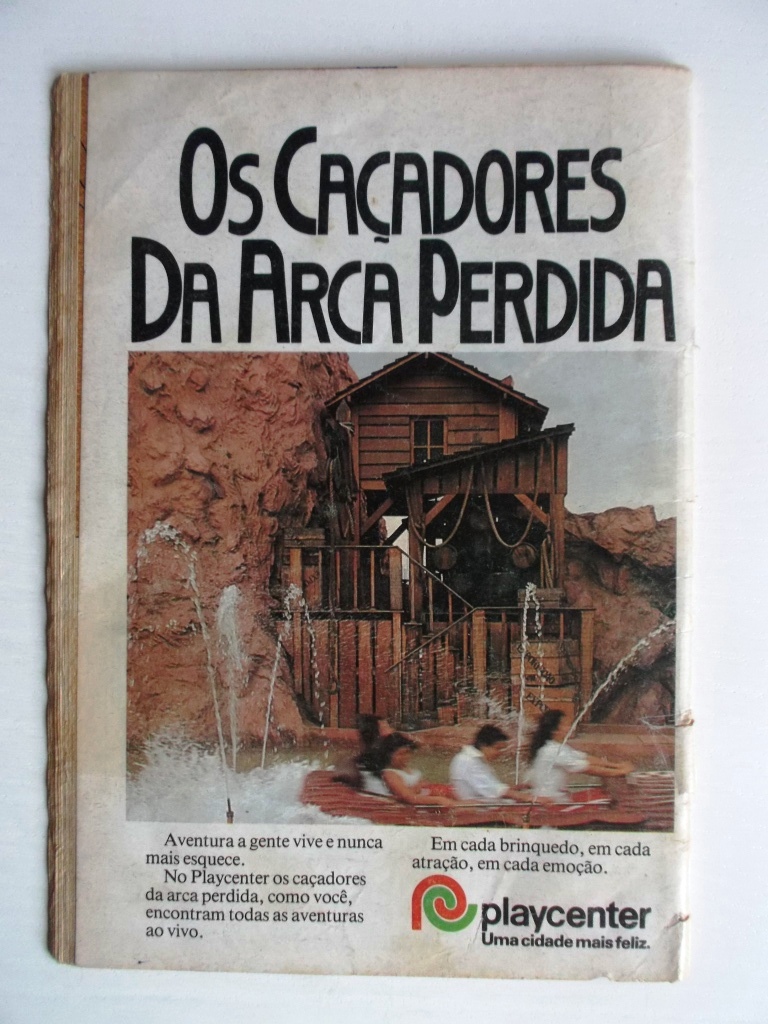 OS CAÇADORES
DA ARCA PERDIDA
Aventura a gente vive e nunca
mais esquece.
No Playcenter os caçadores
da arca perdida, como você,
encontram todas as aventuras
ao vivo.
Em cada brinquedo, em cada
atração, em cada emoção.
playcenter
Uma cidade mais feliz.